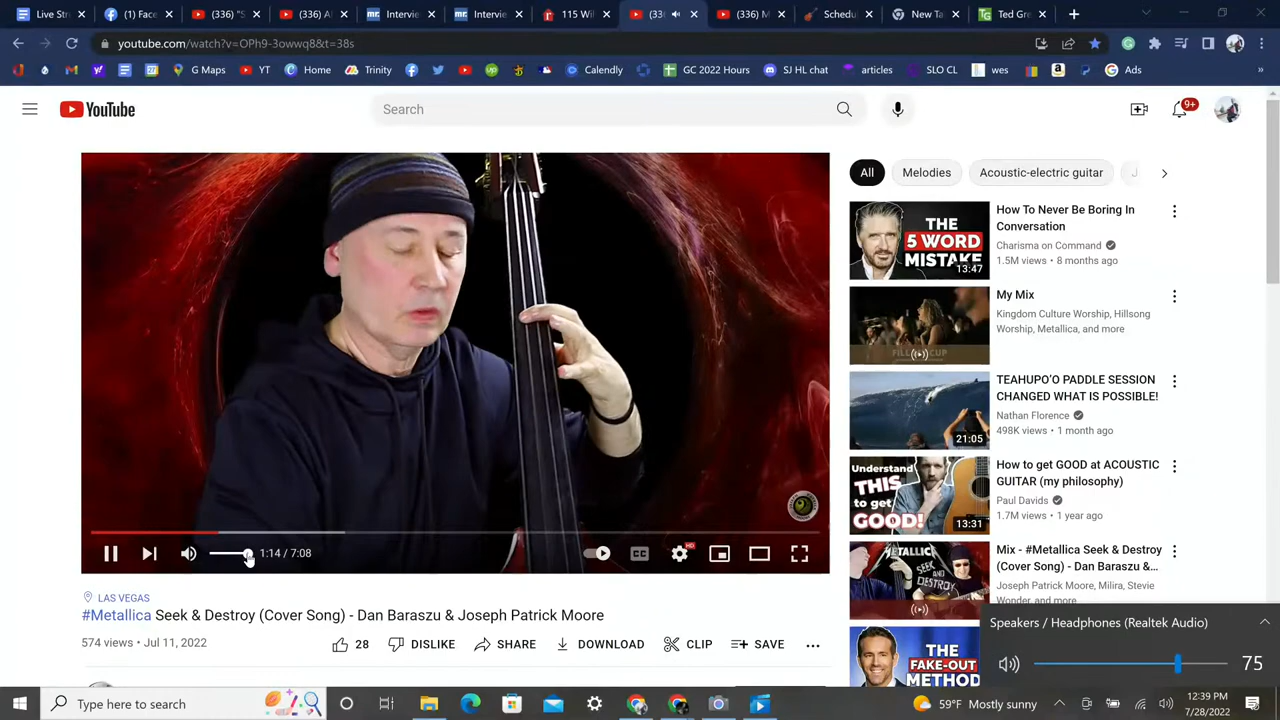 Live Stre
(1) Face
(336) "S
(336) A
Intervie
Intervie
115 Wil
(33
(336) M
Schedu
New Ta
Ted Gre
youtube.com/watch?v=OPh9-3owwq8&t=38s
G Maps
YT
Home
Trinity
Calendly
GC 2022 Hours
SJ HL chat
articles
SLO CL
wes
Ads
»
YouTube
Search
9+
All
Melodies
Acoustic-electric guitar
J
THE
5 WORD
MISTAKE
13:47
How To Never Be Boring In
Conversation
Charisma on Command
1.5M views • 8 months ago
My Mix
Kingdom Culture Worship, Hillsong
Worship, Metallica, and more
TEAHUPO'O PADDLE SESSION
CHANGED WHAT IS POSSIBLE!
Nathan Florence
498K views • 1 month ago
21:05
Understand
THIS
to get
GOOD!
13:31
How to get GOOD at ACOUSTIC
GUITAR (my philosophy)
Paul Davids
1.7M views • 1 year ago
METALLICA
SEEK
AND
DESTROY
Mix - #Metallica Seek & Destroy
(Cover Song) - Dan Baraszu &...
Joseph Patrick Moore, Milira, Stevie
Wonder, and more
THE
FAKE-OUT
METHOD
1:14 / 7:08
CC
HD
LAS VEGAS
#Metallica Seek & Destroy (Cover Song) - Dan Baraszu & Joseph Patrick Moore
574 views • Jul 11, 2022
28
DISLIKE
SHARE
DOWNLOAD
CLIP
SAVE
Speakers / Headphones (Realtek Audio)
75
Type here to search
59°F Mostly sunny
12:39 PM
7/28/2022